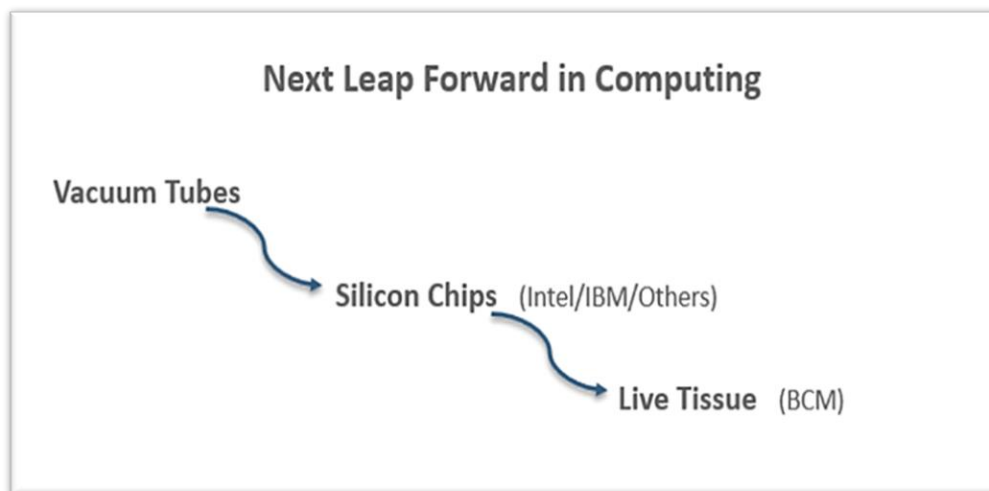 Next Leap Forward in Computing
Vacuum Tubes
Silicon Chips (Intel/IBM/Others)
Live Tissue (BCM)